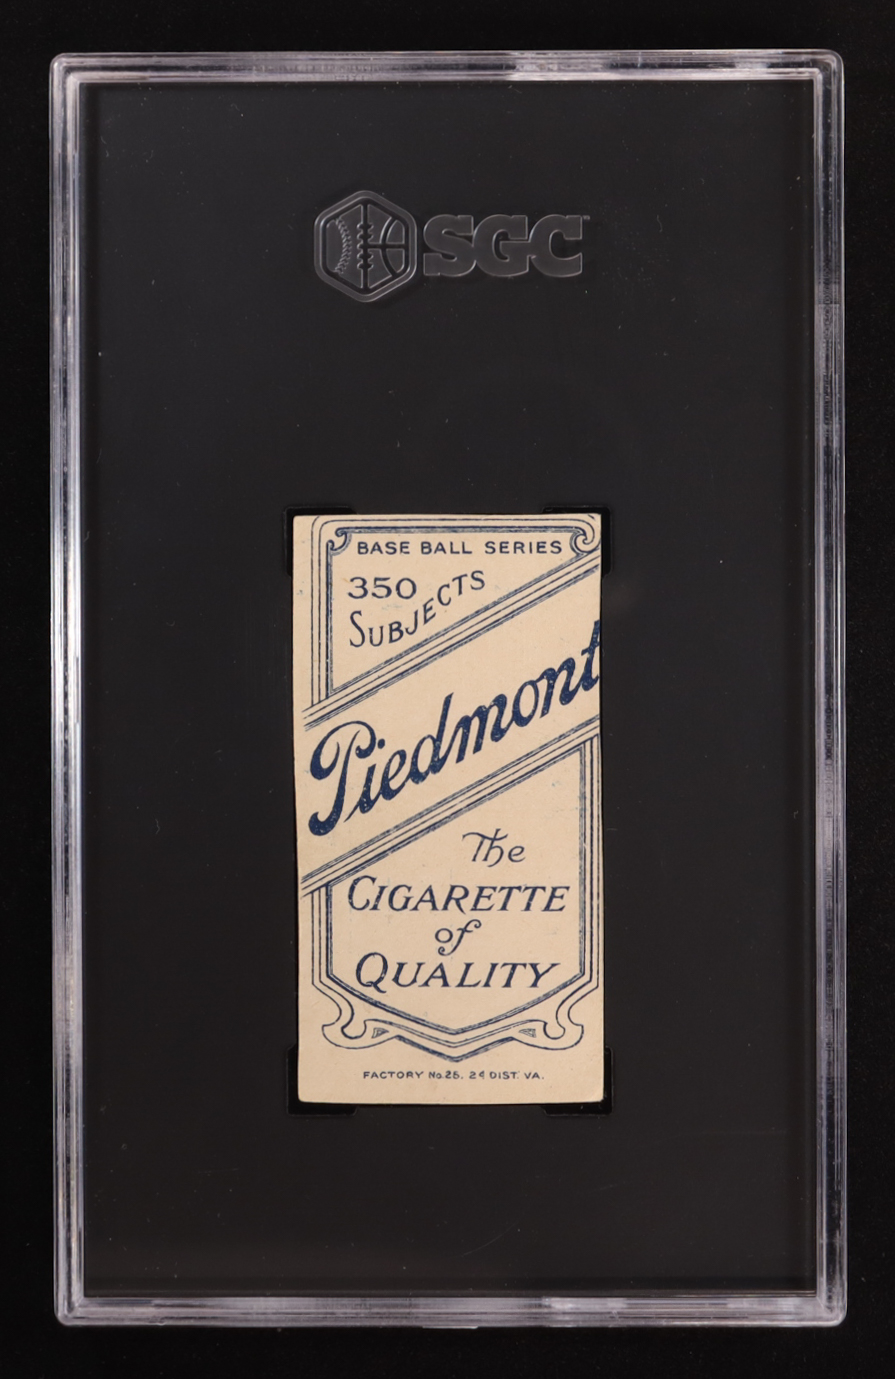 SGC
BASE BALL SERIES
350
SUBJECTS
Piedmont
The
CIGARETTE
of
QUALITY
FACTORY No.25. 2d DIST. VA.